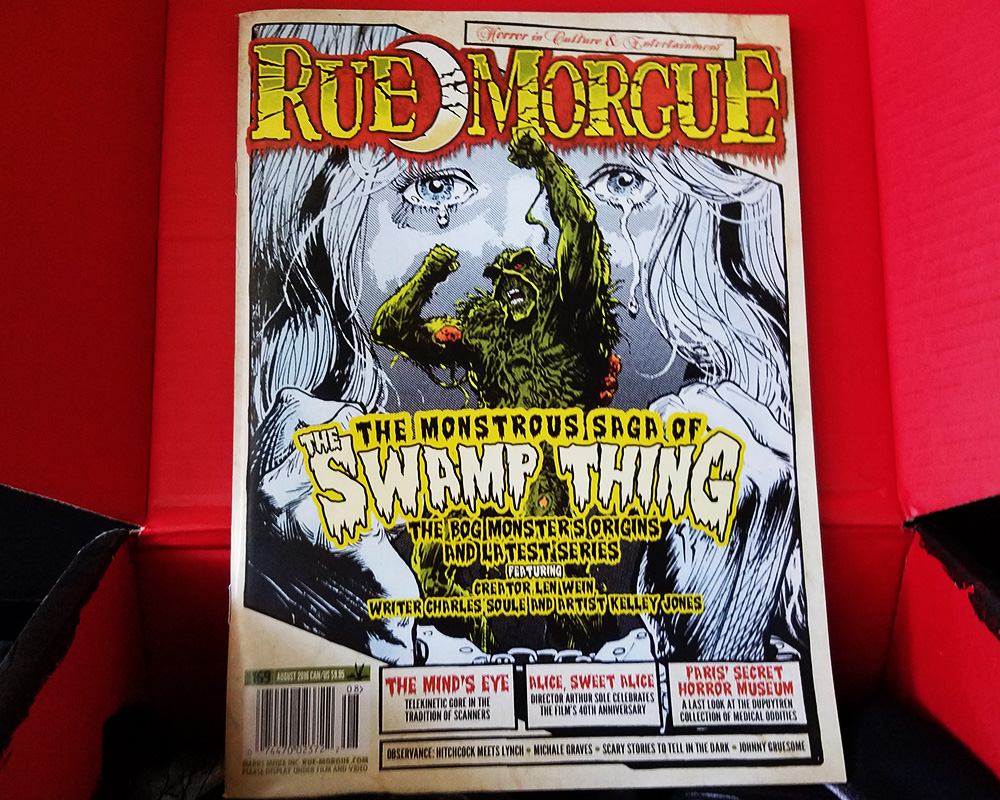 Horror in Culture & Entertainment
RUE MORGUE
THE MONSTROUS SAGA OF
THE
SWAMP THING
THE BOG MONSTER'S ORIGINS
AND LATEST SERIES
FEATURING
CREATOR LEN WEIN,
WRITER CHARLES SOULE AND ARTIST KELLEY JONES
169 AUGUST 2016 CAN/US $9.95
08>
0 74470 02372 2
MARRS MEDIA INC. RUE-MORGUE.COM
PLEASE DISPLAY UNDER FILM AND VIDEO
THE MIND'S EYE
TELEKINETIC GORE IN THE
TRADITION OF SCANNERS
ALICE, SWEET ALICE
DIRECTOR ARTHUR SOLE CELEBRATES
THE FILM'S 40TH ANNIVERSARY
PARIS' SECRET
HORROR MUSEUM
A LAST LOOK AT THE DUPUYTREN
COLLECTION OF MEDICAL ODDITIES
OBSERVANCE: HITCHCOCK MEETS LYNCH • MICHALE GRAVES • SCARY STORIES TO TELL IN THE DARK • JOHNNY GRUESOME